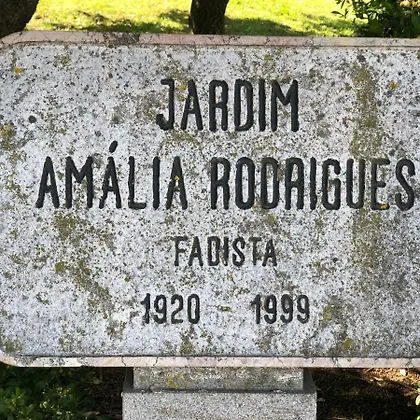 JARDIM
AMÁLIA RODRIGUES
FADISTA
1920 1999